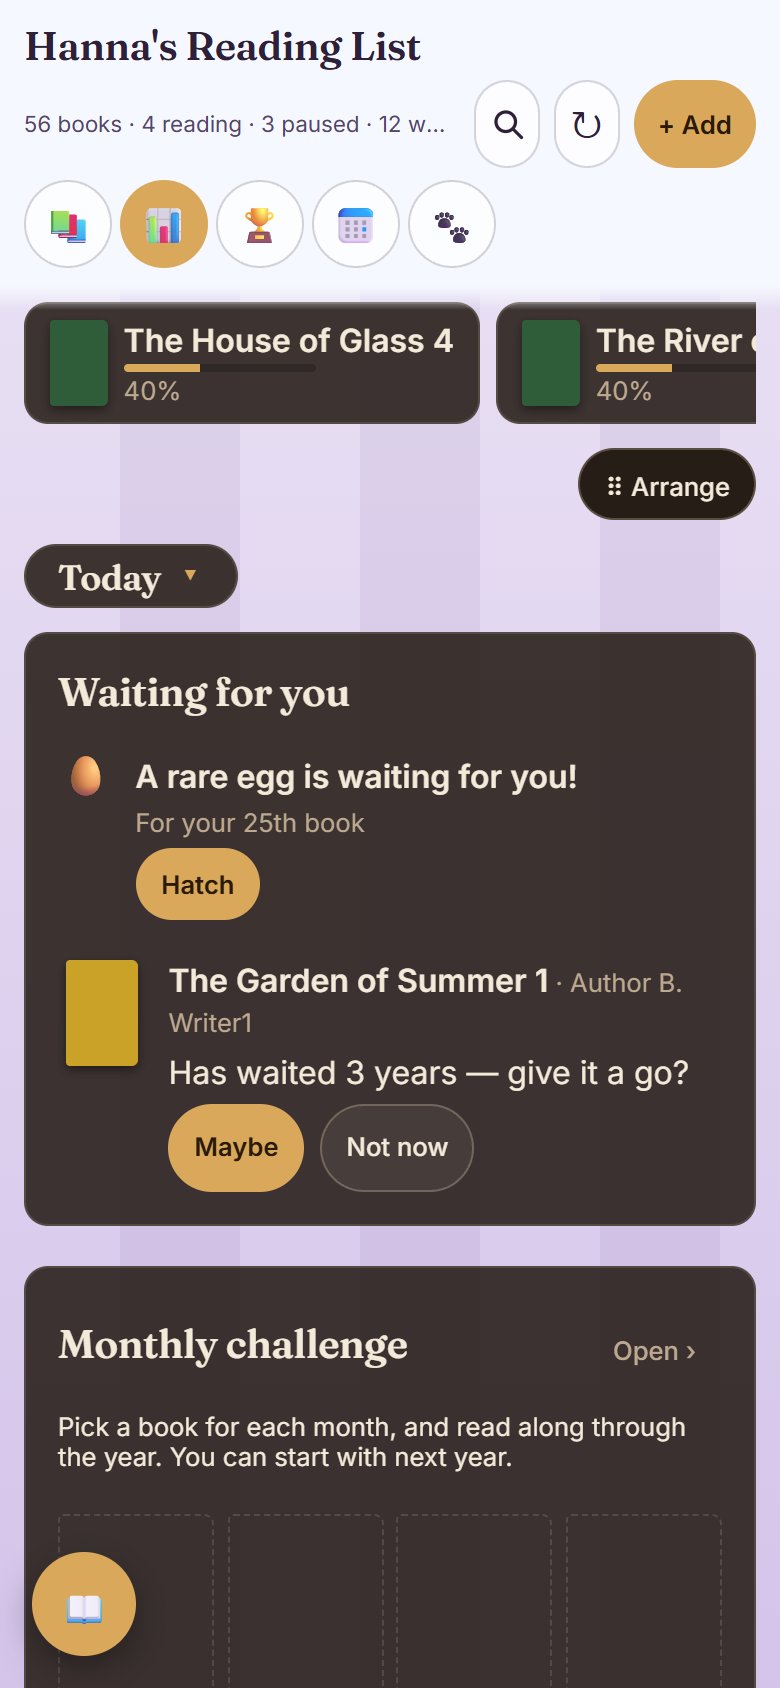 Hanna's Reading List
56 books · 4 reading · 3 paused · 12 w...
+ Add
The House of Glass 4
40%
The River
40%
Arrange
Today
Waiting for you
A rare egg is waiting for you!
For your 25th book
Hatch
The Garden of Summer 1 · Author B.
Writer1
Has waited 3 years — give it a go?
Maybe
Not now
Monthly challenge
Open ›
Pick a book for each month, and read along through
the year. You can start with next year.